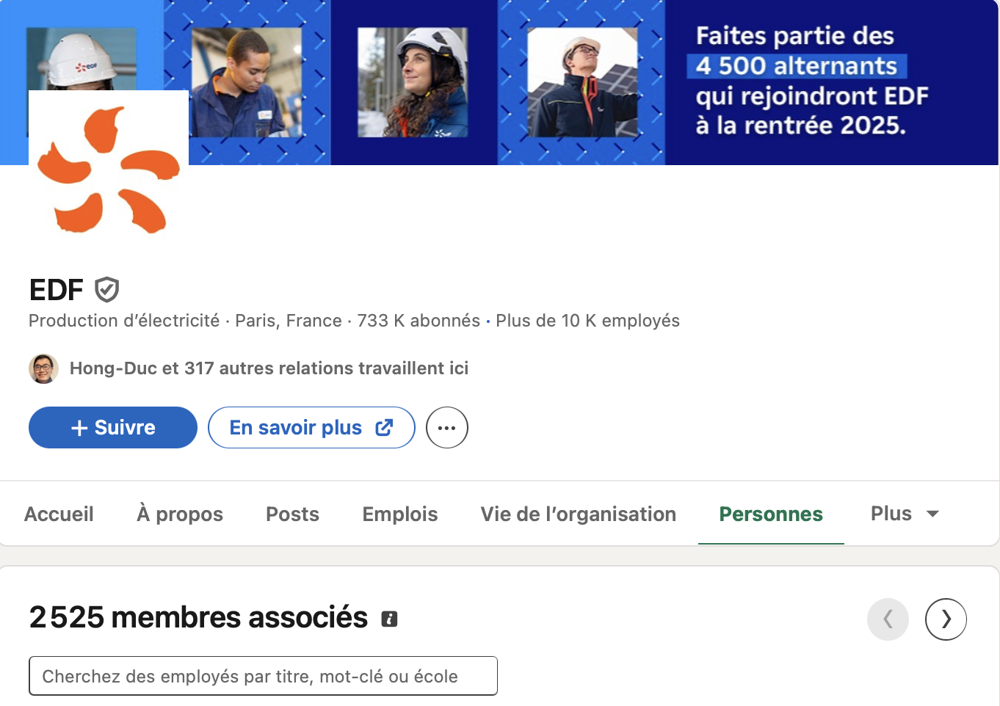 Faites partie des
4 500 alternants
qui rejoindront EDF
à la rentrée 2025.
EDF
EDF
Production d’électricité · Paris, France · 733 K abonnés · Plus de 10 K employés
Hong-Duc et 317 autres relations travaillent ici
+ Suivre
En savoir plus
Accueil
À propos
Posts
Emplois
Vie de l’organisation
Personnes
Plus
2 525 membres associés
Cherchez des employés par titre, mot-clé ou école